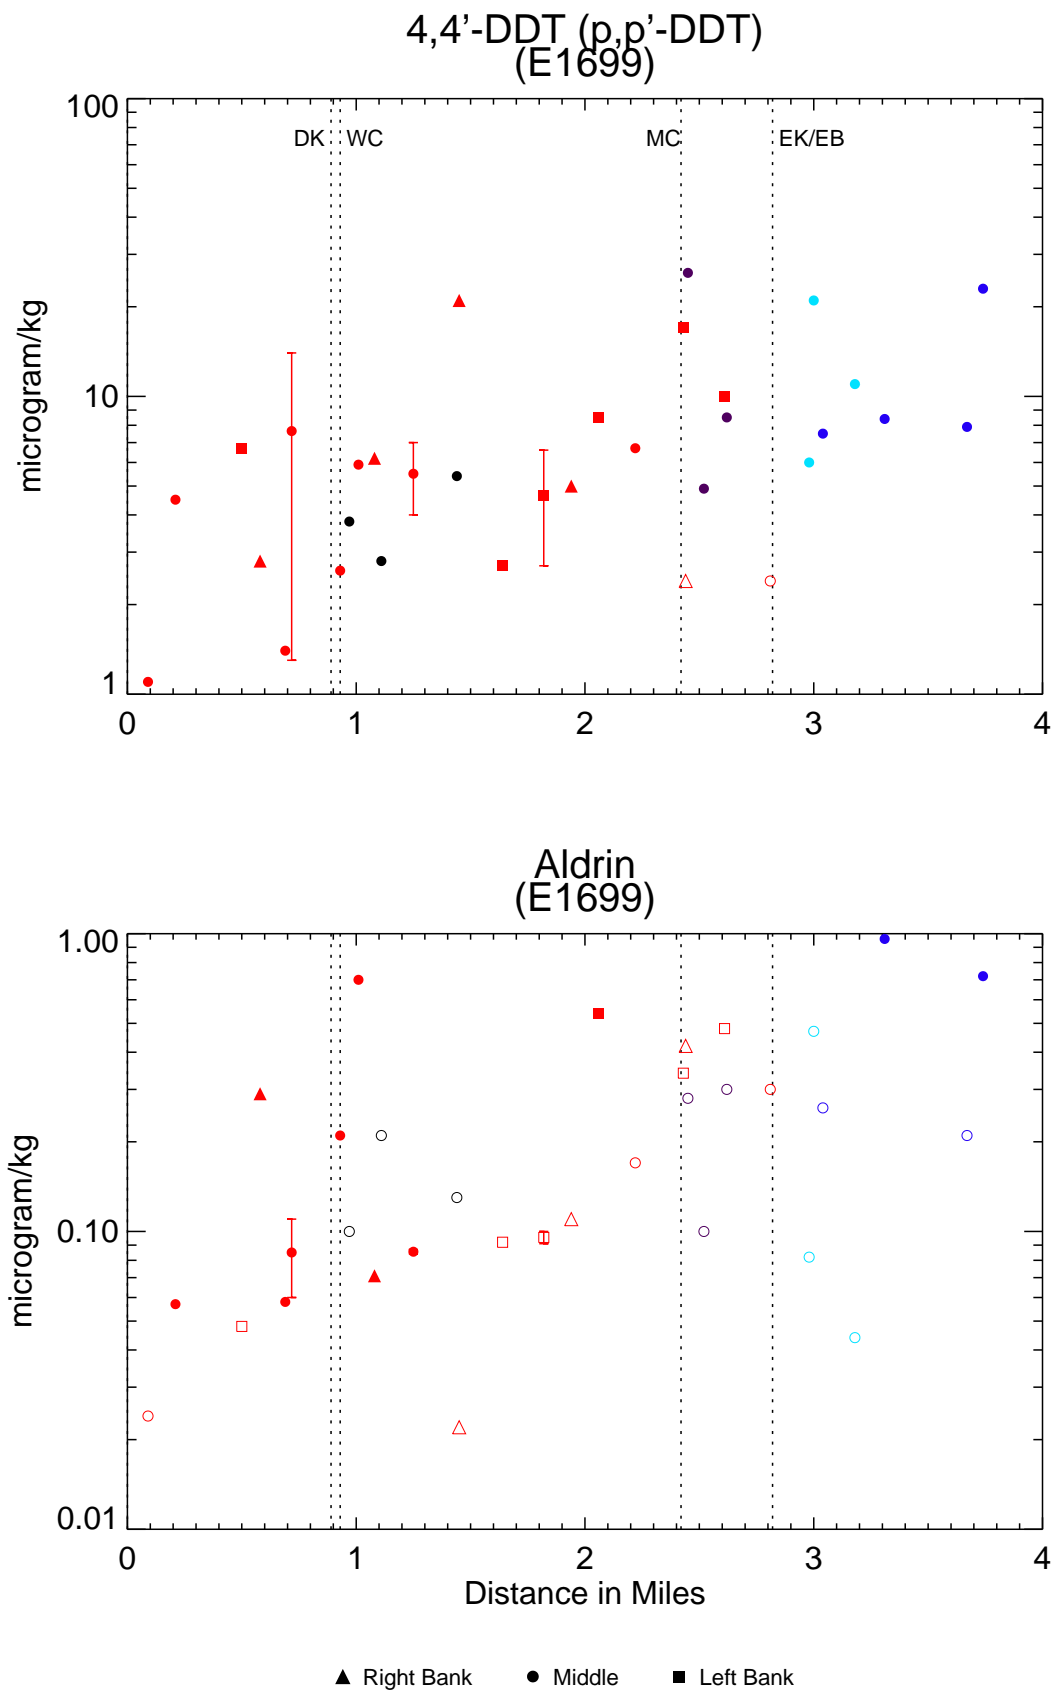 4,4’-DDT (p,p’-DDT)
(E1699)
100
DK WC MC EK/EB
microgram/kg
10
1
0 1 2 3 4
Aldrin
(E1699)
1.00
microgram/kg
0.10
0.01
0 1 2 3 4
Distance in Miles
Right Bank Middle Left Bank